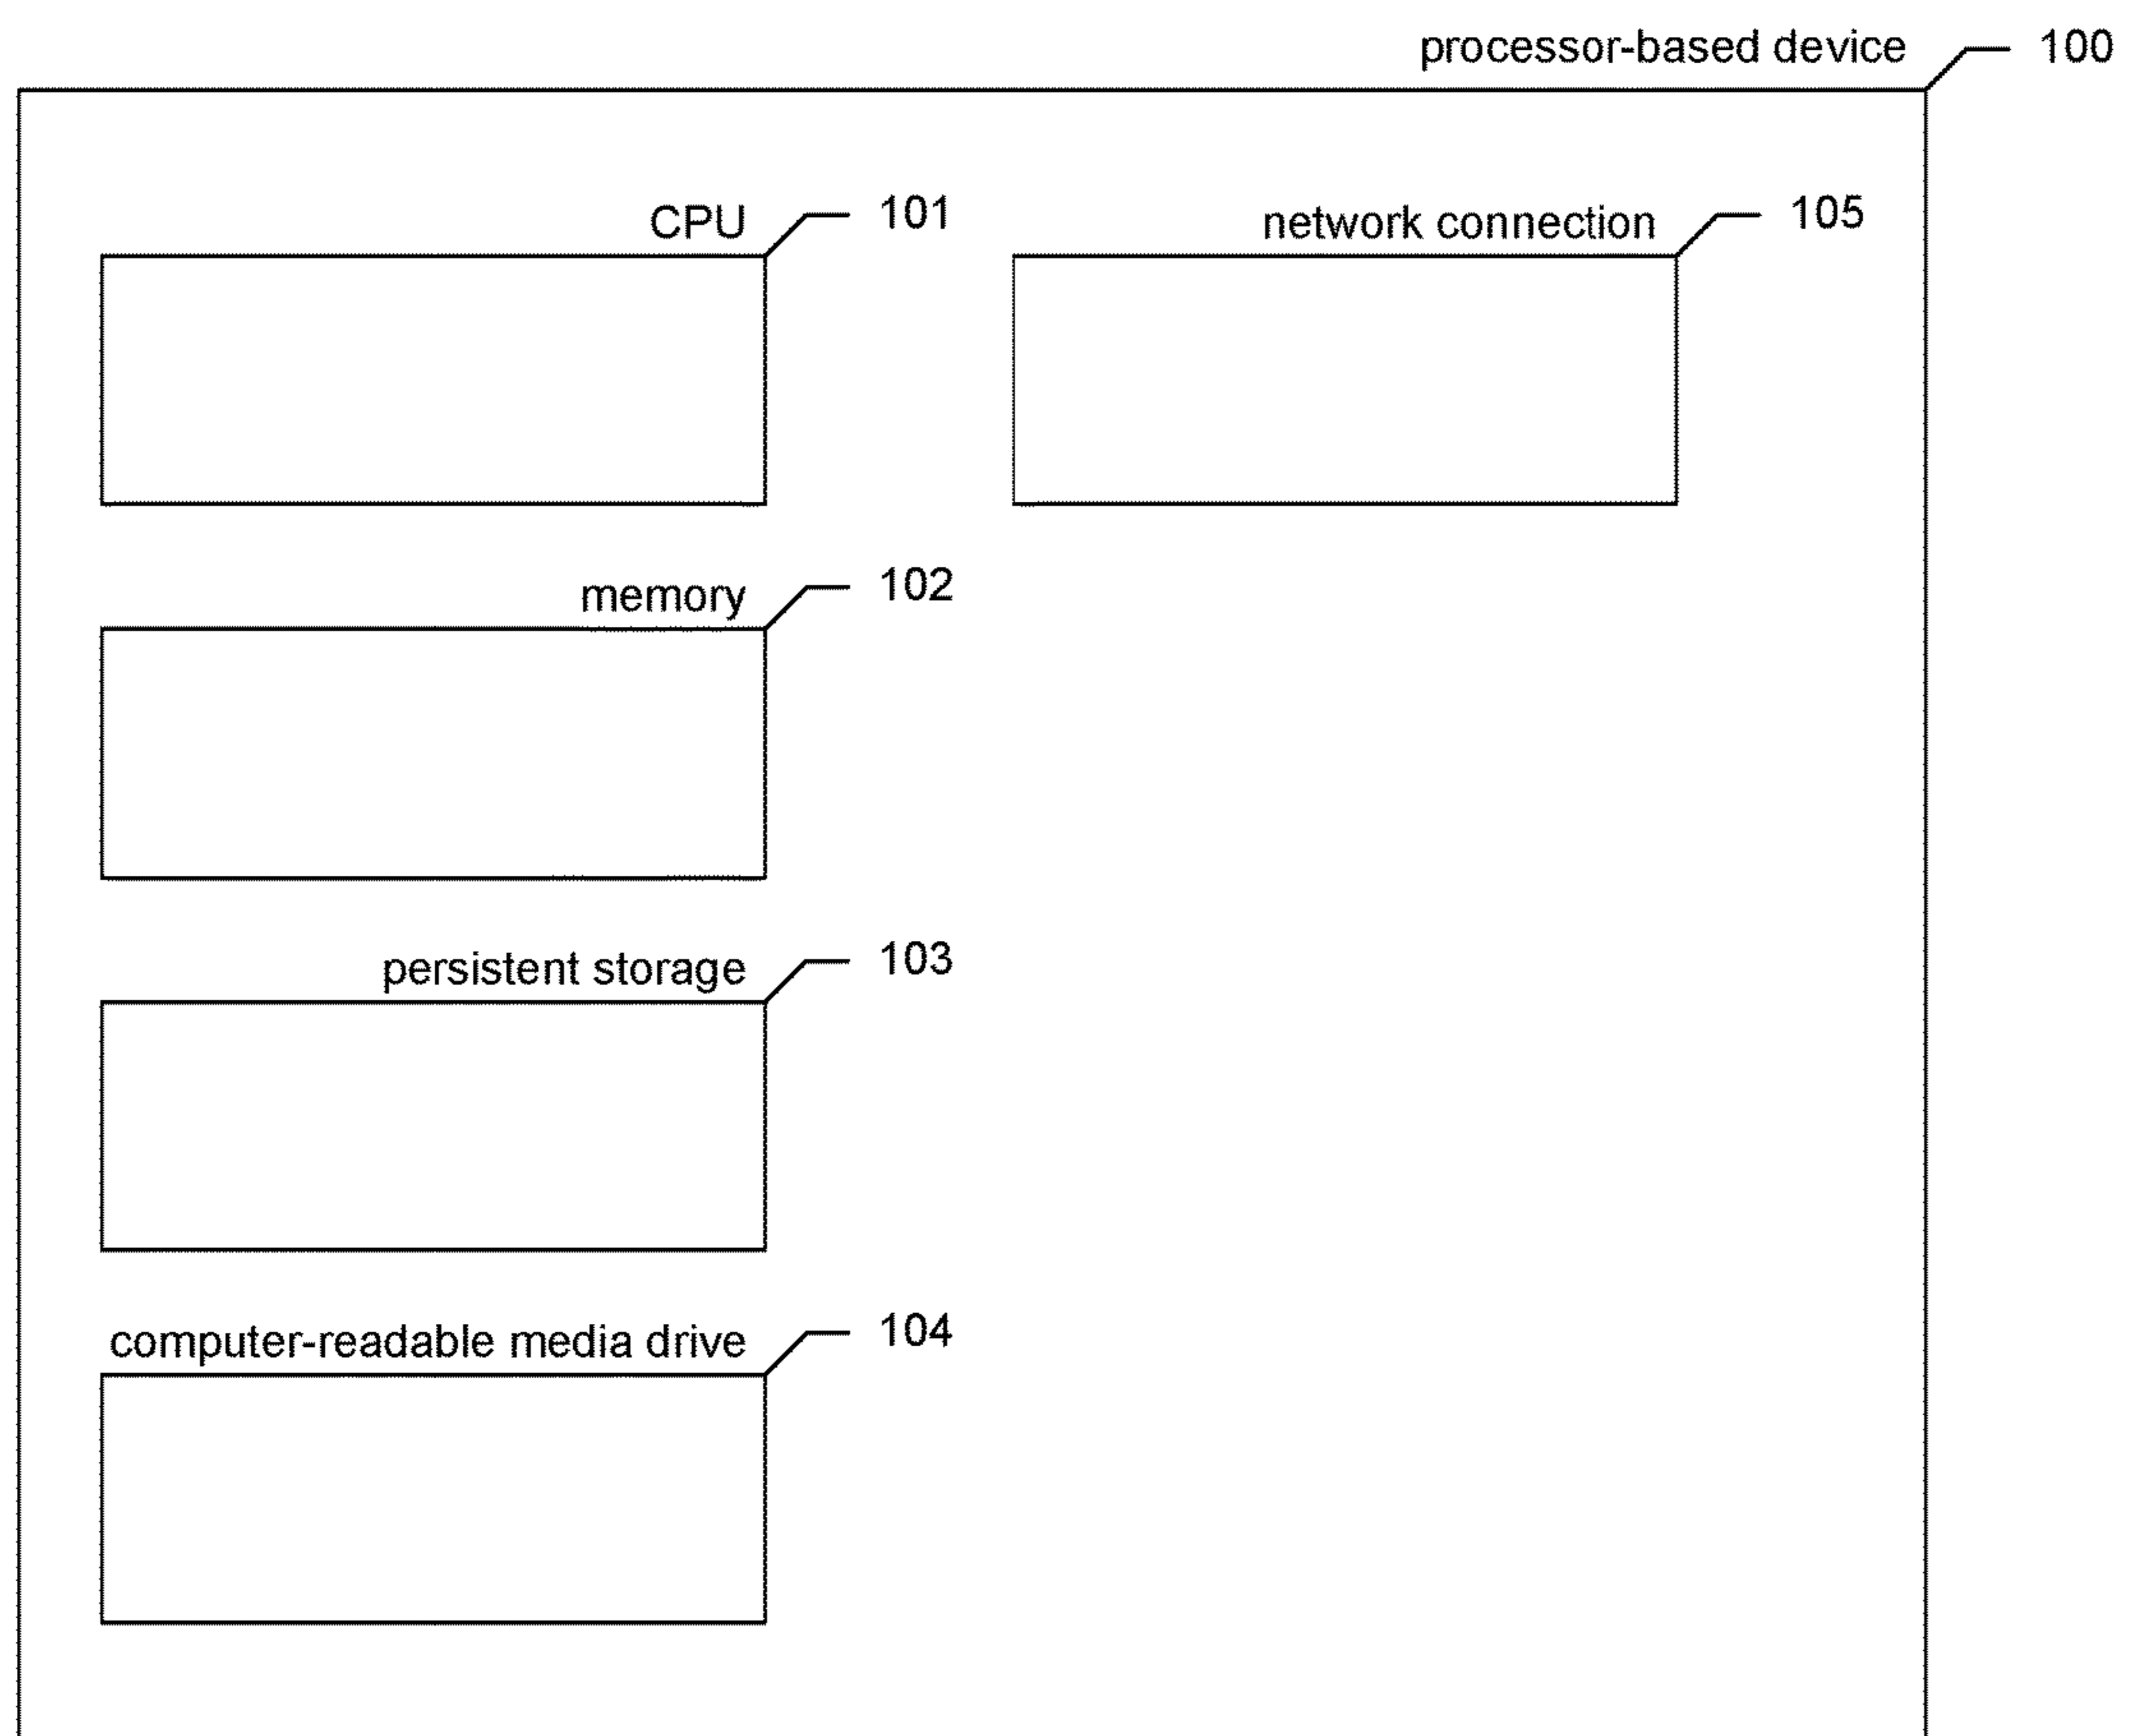 processor-based device 100
CPU 101
network connection 105
memory 102
persistent storage 103
computer-readable media drive 104